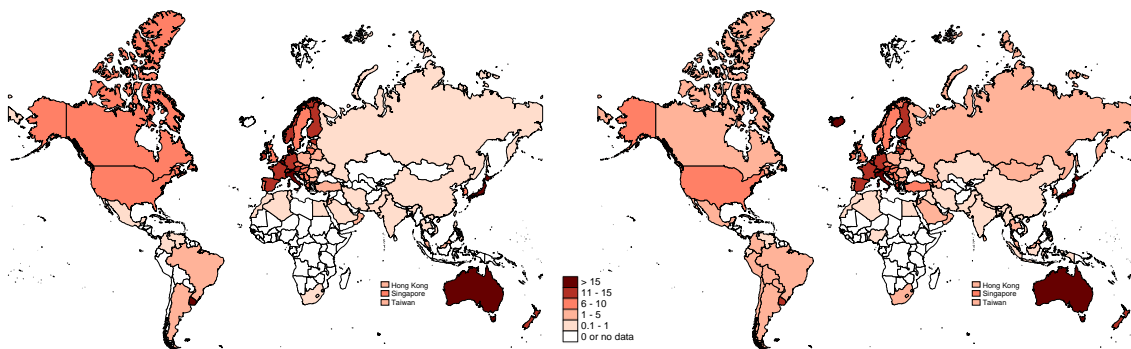 Hong Kong
Singapore
Taiwan
> 15
11 - 15
6 - 10
1 - 5
0.1 - 1
0 or no data
Hong Kong
Singapore
Taiwan